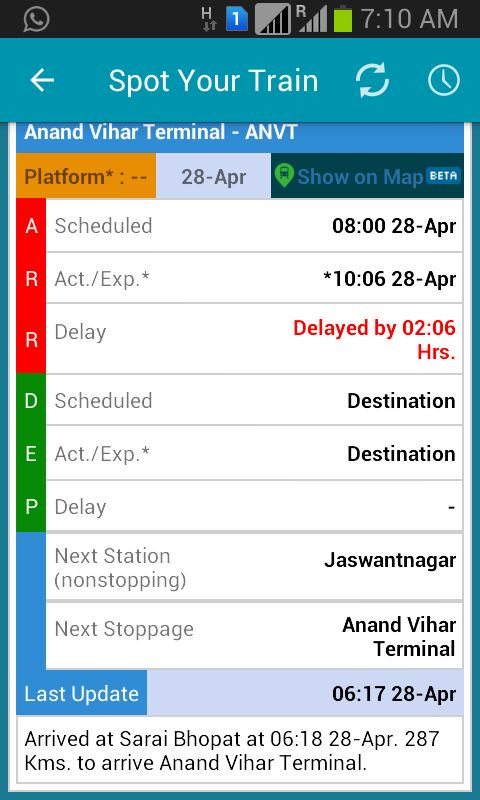 H 1 R 7:10 AM
Spot Your Train
Anand Vihar Terminal - ANVT
Platform* : -- 28-Apr Show on Map BETA
A Scheduled 08:00 28-Apr
R Act./Exp.* *10:06 28-Apr
R Delay Delayed by 02:06
Hrs.
D Scheduled Destination
E Act./Exp.* Destination
P Delay -
Next Station
(nonstopping) Jaswantnagar
Next Stoppage Anand Vihar
Terminal
Last Update 06:17 28-Apr
Arrived at Sarai Bhopat at 06:18 28-Apr. 287
Kms. to arrive Anand Vihar Terminal.